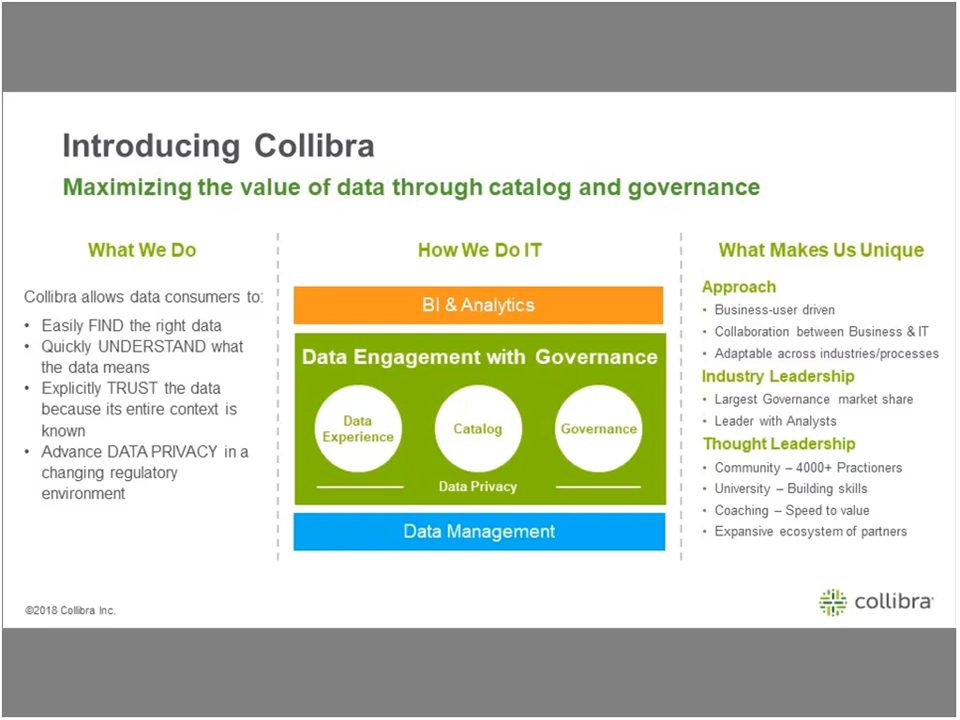 Introducing Collibra
Maximizing the value of data through catalog and governance
What We Do
Collibra allows data consumers to:
• Easily FIND the right data
• Quickly UNDERSTAND what
the data means
• Explicitly TRUST the data
because its entire context is
known
• Advance DATA PRIVACY in a
changing regulatory
environment
How We Do IT
BI & Analytics
Data Engagement with Governance
Data
Experience
Catalog
Governance
Data Privacy
Data Management
What Makes Us Unique
Approach
• Business-user driven
• Collaboration between Business & IT
• Adaptable across industries/processes
Industry Leadership
• Largest Governance market share
• Leader with Analysts
Thought Leadership
• Community – 4000+ Practioners
• University – Building skills
• Coaching – Speed to value
• Expansive ecosystem of partners
©2018 Collibra Inc.
collibra